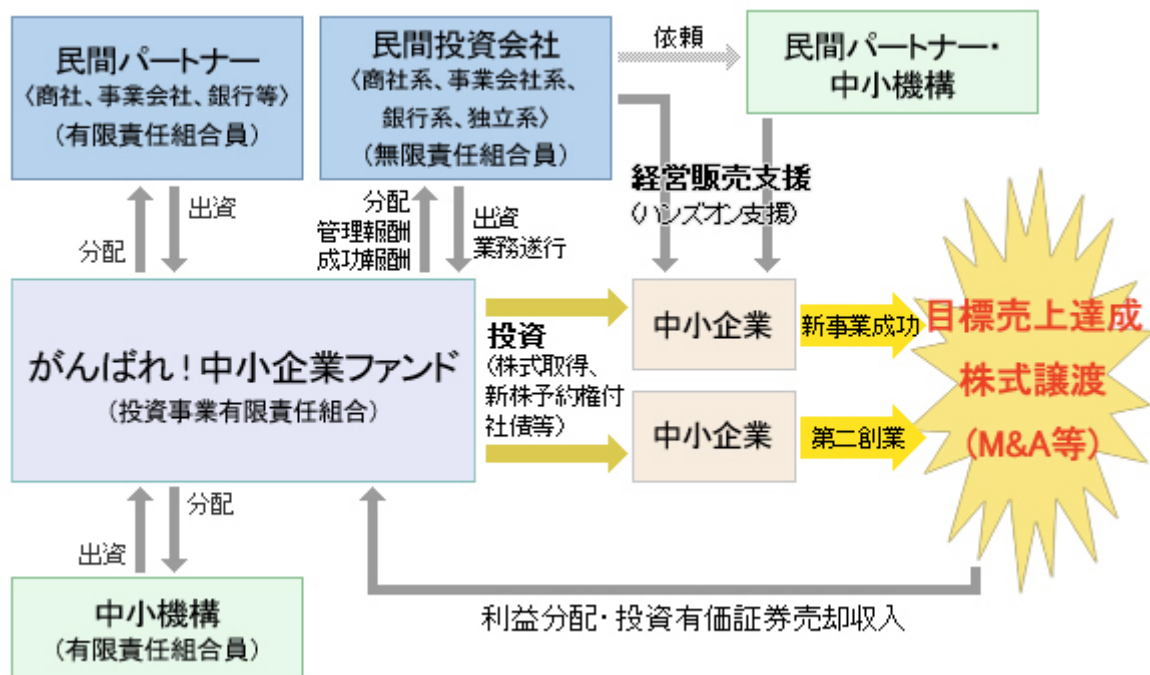 民間パートナー
〈商社、事業会社、銀行等〉
(有限責任組合員)
民間投資会社
〈商社系、事業会社系、
銀行系、独立系〉
(無限責任組合員)
依頼
民間パートナー・
中小機構
分配
出資
分配
管理報酬
成功報酬
出資
業務遂行
経営販売支援
(ハンズオン支援)
がんばれ!中小企業ファンド
(投資事業有限責任組合)
投資
(株式取得、
新株予約権付
社債等)
中小企業
新事業成功
中小企業
第二創業
目標売上達成
株式譲渡
(M&A等)
出資
分配
中小機構
(有限責任組合員)
利益分配・投資有価証券売却収入